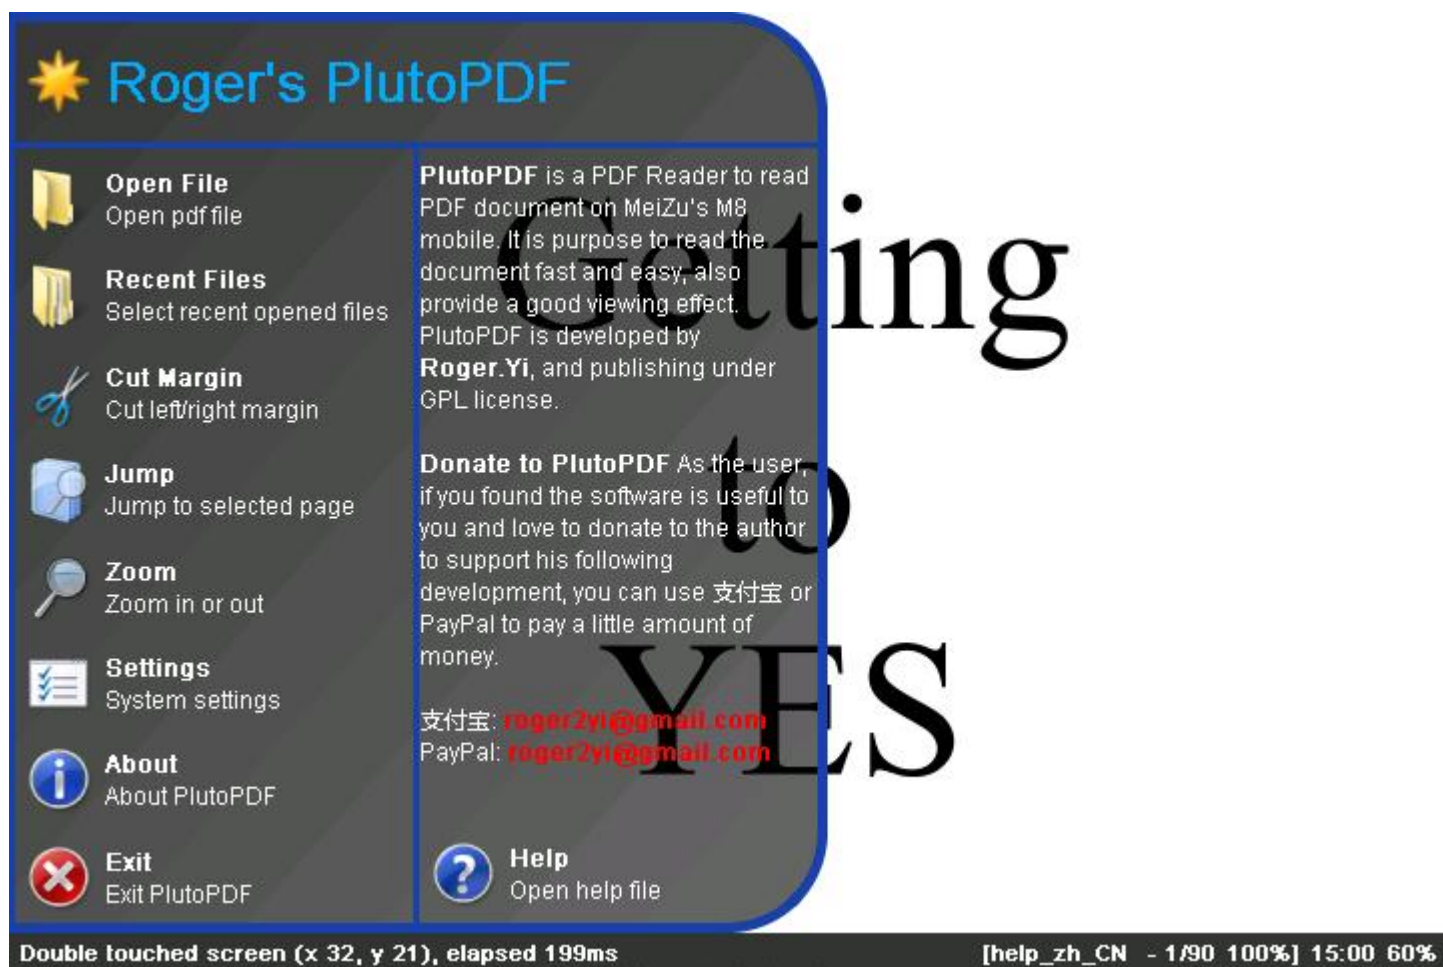 Roger's PlutoPDF
Open File
Open pdf file
Recent Files
Select recent opened files
Cut Margin
Cut left/right margin
Jump
Jump to selected page
Zoom
Zoom in or out
Settings
System settings
About
About PlutoPDF
Exit
Exit PlutoPDF
PlutoPDF is a PDF Reader to read
PDF document on MeiZu's M8
mobile. It is purpose to read the
document fast and easy, also
provide a good viewing effect.
PlutoPDF is developed by
Roger.Yi, and publishing under
GPL license.
Donate to PlutoPDF As the user,
if you found the software is useful to
you and love to donate to the author
to support his following
development, you can use 支付宝 or
PayPal to pay a little amount of
money.
支付宝: roger2yi@gmail.com
PayPal: roger2yi@gmail.com
Help
Open help file
Getting
to
YES
Double touched screen (x 32, y 21), elapsed 199ms
[help_zh_CN - 1/90 100%] 15:00 60%